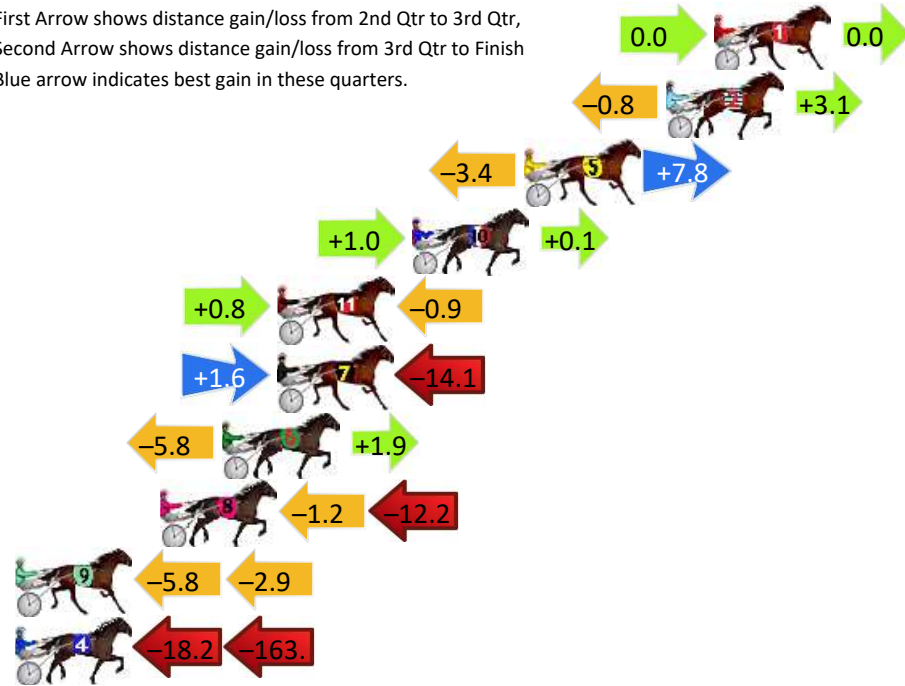 First Arrow shows distance gain/loss from 2nd Qtr to 3rd Qtr,
Second Arrow shows distance gain/loss from 3rd Qtr to Finish
Blue arrow indicates best gain in these quarters.
0.0 1 0.0
–0.8 2 +3.1
–3.4 5 +7.8
+1.0 10 +0.1
+0.8 11 –0.9
+1.6 7 –14.1
–5.8 +1.9
8 –1.2 –12.2
9 –5.8 –2.9
4 –18.2 –163.